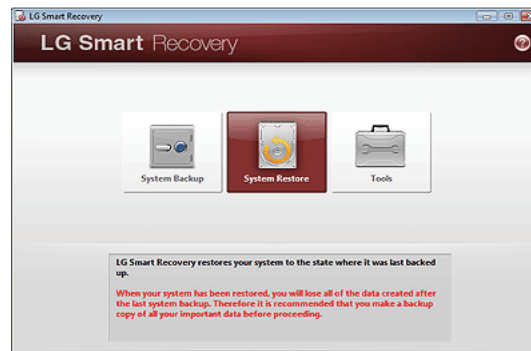 LG Smart Recovery
LG Smart Recovery
System Backup
System Restore
Tools
LG Smart Recovery restores your system to the state where it was last backed
up.
When your system has been restored, you will lose all of the data created after
the last system backup. Therefore it is recommended that you make a backup
copy of all your important data before proceeding.